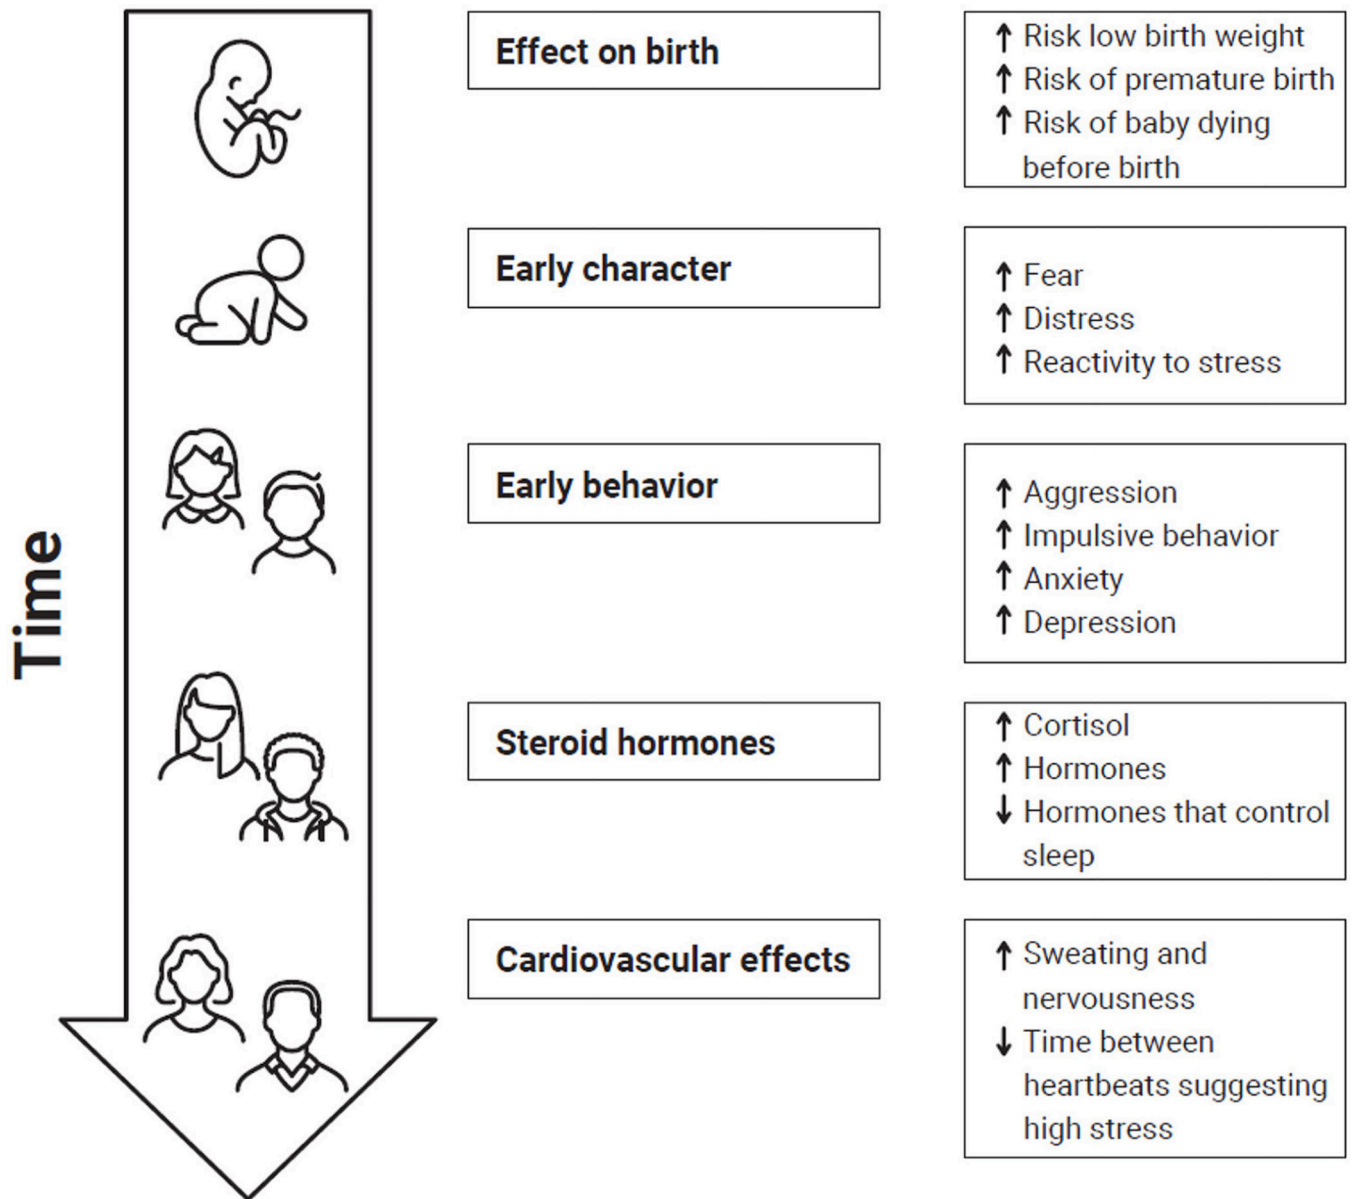 Time
Effect on birth
↑ Risk low birth weight
↑ Risk of premature birth
↑ Risk of baby dying
before birth
Early character
↑ Fear
↑ Distress
↑ Reactivity to stress
Early behavior
↑ Aggression
↑ Impulsive behavior
↑ Anxiety
↑ Depression
Steroid hormones
↑ Cortisol
↑ Hormones
↓ Hormones that control
sleep
Cardiovascular effects
↑ Sweating and
nervousness
↓ Time between
heartbeats suggesting
high stress